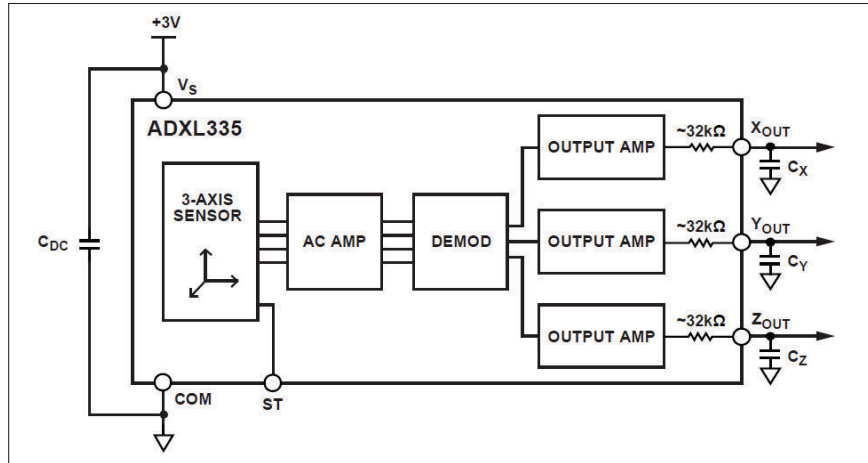 +3V
VS
ADXL335
3-AXIS
SENSOR
AC AMP
DEMOD
OUTPUT AMP
~32kΩ
XOUT
CX
OUTPUT AMP
~32kΩ
YOUT
CY
OUTPUT AMP
~32kΩ
ZOUT
CZ
CDC
COM
ST